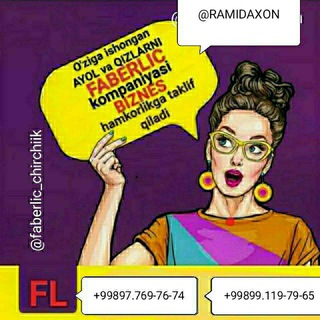 @RAMIDAXON
O'ziga ishongan
AYOL va QIZLARNI
FABERLIC
kompaniyasi
BIZNES
hamkorlikga taklif
qiladi
@faberlic_chirchiik
FL
+99897.769-76-74
+99899.119-79-65